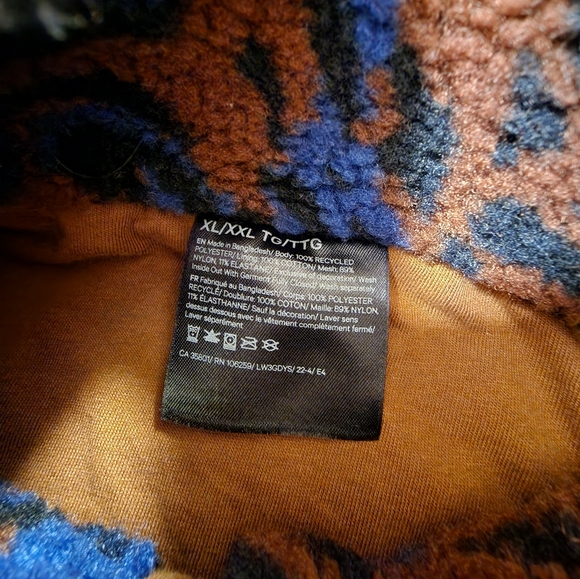 XL/XXL TG/TTG
EN Made in Bangladesh/ Body: 100% RECYCLED
POLYESTER/ Lining: 100% COTTON/ Mesh: 89%
NYLON, 11% ELASTANE/ Exclusive of Decoration/ Wash
Inside Out With Garment Fully Closed/ Wash separately
FR Fabriqué au Bangladesh/ Corps: 100% POLYESTER
RECYCLÉ/ Doublure: 100% COTON/ Maille: 89% NYLON,
11% ÉLASTHANNE/ Sauf la décoration/ Laver sens
dessus dessous avec le vêtement complètement fermé/
Laver séparément
CA 35801/ RN 106259/ LW3GDYS/ 22-4/ E4